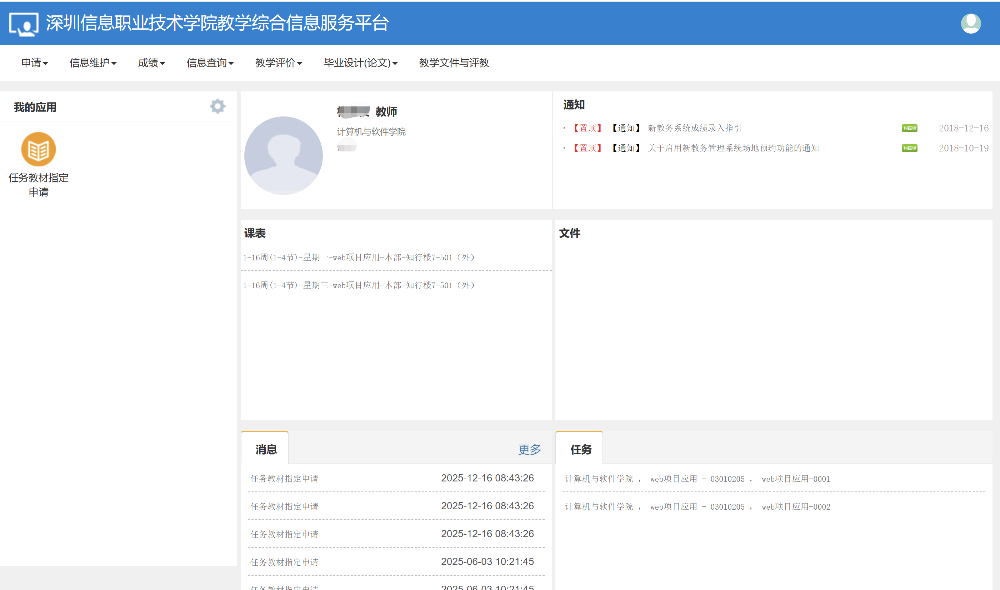 深圳信息职业技术学院教学综合信息服务平台
申请 信息维护 成绩 信息查询 教学评价 毕业设计(论文) 教学文件与评教
我的应用
任务教材指定
申请
教师
计算机与软件学院
通知
【置顶】 【通知】 新教务系统成绩录入指引 NEW 2018-12-16
【置顶】 【通知】 关于启用新教务管理系统场地预约功能的通知 NEW 2018-10-19
课表
1-16周(1-4节)-星期一-web项目应用-本部-知行楼7-501（外）
1-16周(1-4节)-星期三-web项目应用-本部-知行楼7-501（外）
文件
消息 更多
任务教材指定申请 2025-12-16 08:43:26
任务教材指定申请 2025-12-16 08:43:26
任务教材指定申请 2025-12-16 08:43:26
任务教材指定申请 2025-06-03 10:21:45
任务教材指定申请 2025-06-03 10:21:45
任务
计算机与软件学院 ， web项目应用 - 03010205 ， web项目应用-0001
计算机与软件学院 ， web项目应用 - 03010205 ， web项目应用-0002